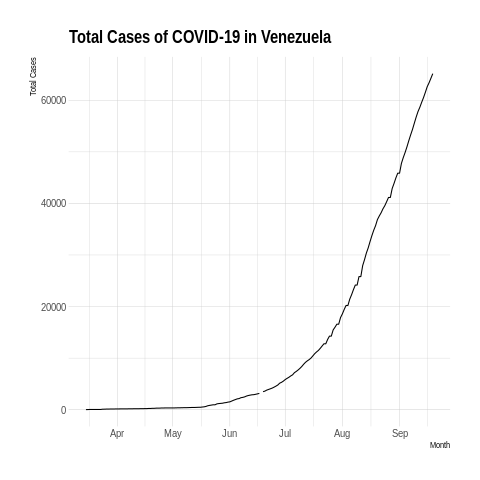 Total Cases of COVID-19 in Venezuela
Total Cases
60000
40000
20000
0
Apr May Jun Jul Aug Sep
Month